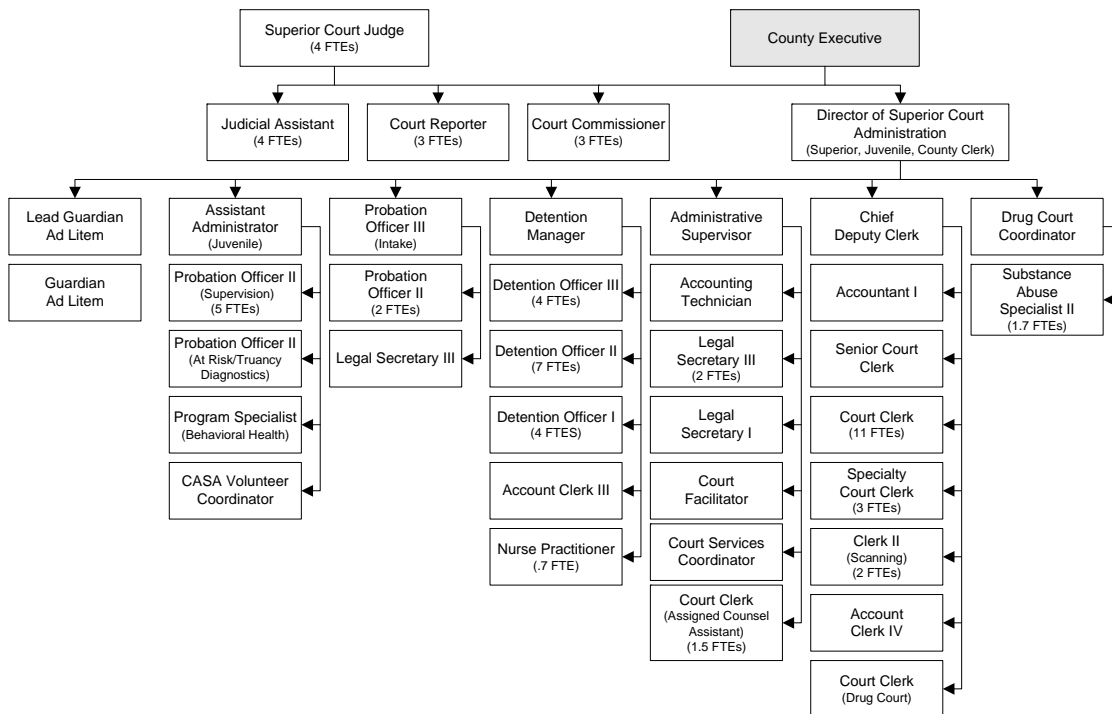 Superior Court Judge
(4 FTEs)
County Executive
Judicial Assistant
(4 FTEs)
Court Reporter
(3 FTEs)
Court Commissioner
(3 FTEs)
Director of Superior Court
Administration
(Superior, Juvenile, County Clerk)
Lead Guardian
Ad Litem
Guardian
Ad Litem
Assistant
Administrator
(Juvenile)
Probation Officer II
(Supervision)
(5 FTEs)
Probation Officer II
(At Risk/Truancy
Diagnostics)
Program Specialist
(Behavioral Health)
CASA Volunteer
Coordinator
Probation
Officer III
(Intake)
Probation
Officer II
(2 FTEs)
Legal Secretary III
Detention
Manager
Detention Officer III
(4 FTEs)
Detention Officer II
(7 FTEs)
Detention Officer I
(4 FTES)
Account Clerk III
Nurse Practitioner
(.7 FTE)
Administrative
Supervisor
Accounting
Technician
Legal
Secretary III
(2 FTEs)
Legal
Secretary I
Court
Facilitator
Court Services
Coordinator
Court Clerk
(Assigned Counsel
Assistant)
(1.5 FTEs)
Chief
Deputy Clerk
Accountant I
Senior Court
Clerk
Court Clerk
(11 FTEs)
Specialty
Court Clerk
(3 FTEs)
Clerk II
(Scanning)
(2 FTEs)
Account
Clerk IV
Court Clerk
(Drug Court)
Drug Court
Coordinator
Substance
Abuse
Specialist II
(1.7 FTEs)